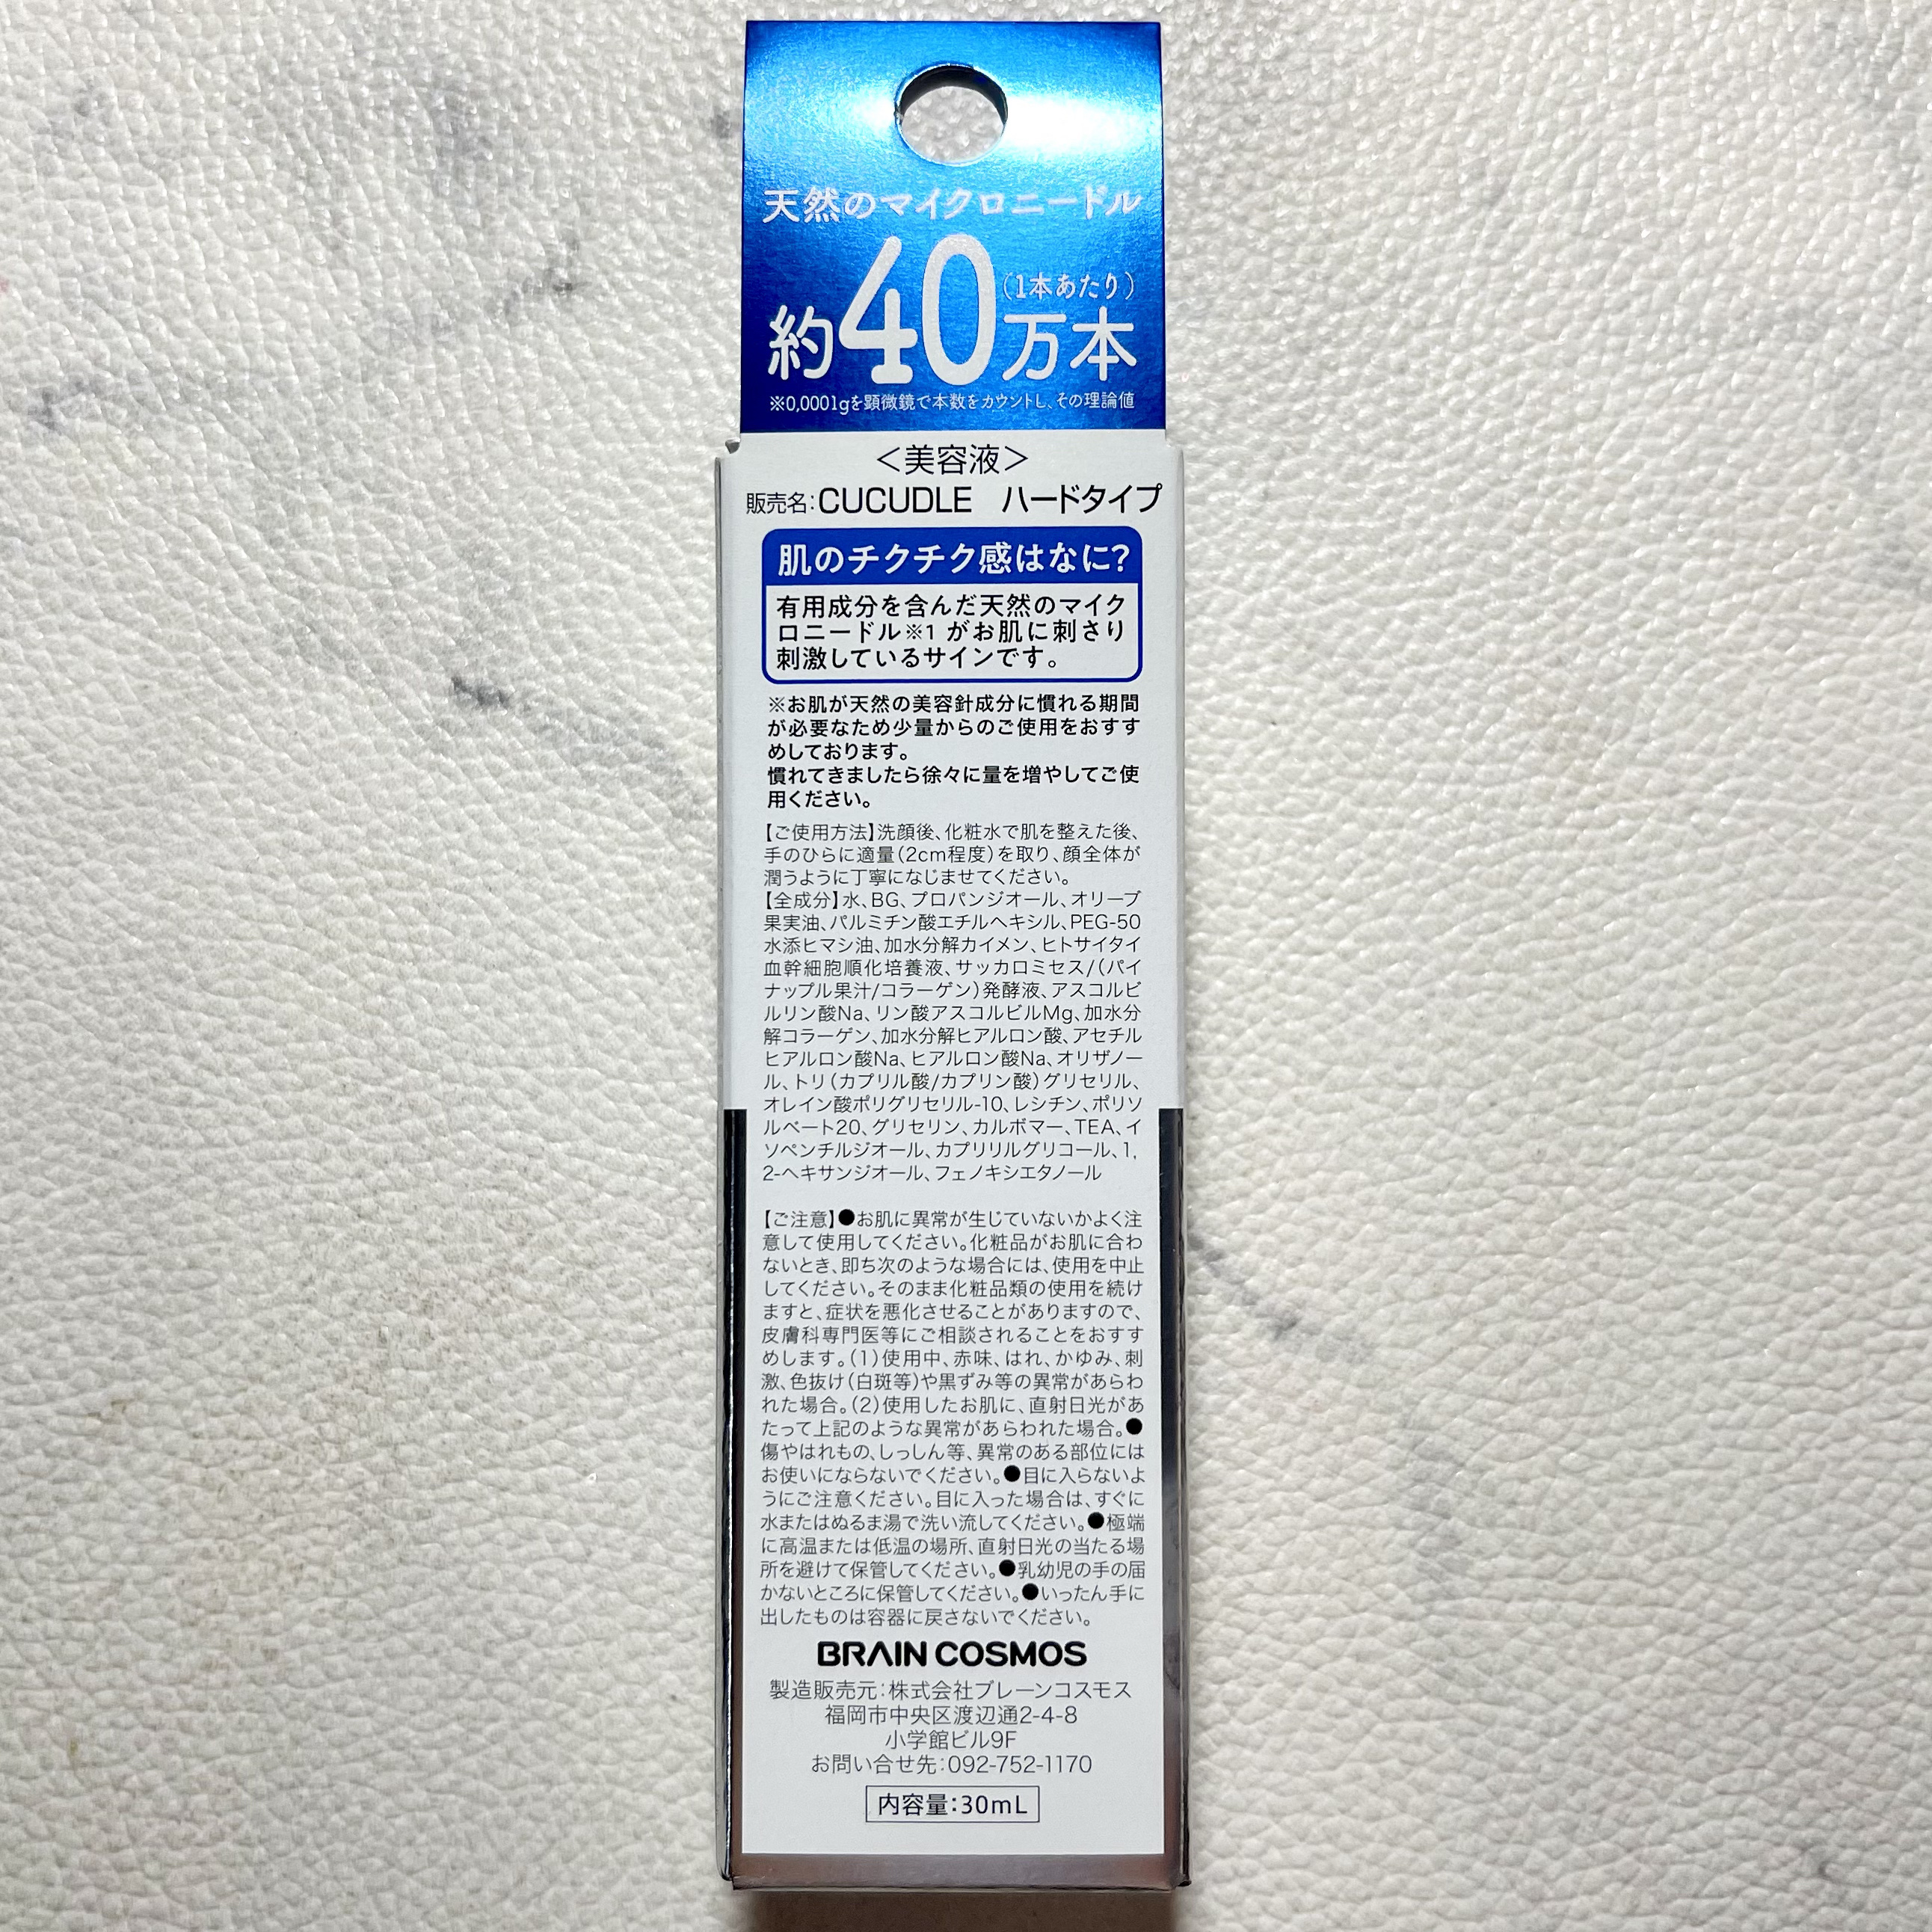 天然のマイクロニードル
約40万本(1本あたり)
※0,0001gを顕微鏡で本数をカウントし、その理論値
＜美容液＞
販売名:CUCUDLE ハードタイプ
肌のチクチク感はなに?
有用成分を含んだ天然のマイク
ロニードル※1 がお肌に刺さり
刺激しているサインです。
※お肌が天然の美容針成分に慣れる期間
が必要なため少量からのご使用をおすす
めしております。
慣れてきましたら徐々に量を増やしてご使
用ください。
【ご使用方法】洗顔後、化粧水で肌を整えた後、
手のひらに適量(2cm程度)を取り、顔全体が
潤うように丁寧になじませてください。
【全成分】水、BG、プロパンジオール、オリーブ
果実油、パルミチン酸エチルヘキシル、PEG-50
水添ヒマシ油、加水分解カイメン、ヒトサイタイ
血幹細胞順化培養液、サッカロミセス/(パイ
ナップル果汁/コラーゲン)発酵液、アスコルビ
ルリン酸Na、リン酸アスコルビルMg、加水分
解コラーゲン、加水分解ヒアルロン酸、アセチル
ヒアルロン酸Na、ヒアルロン酸Na、オリザノー
ル、トリ(カプリル酸/カプリン酸)グリセリル、
オレイン酸ポリグリセリル-10、レシチン、ポリソ
ルベート20、グリセリン、カルボマー、TEA、イ
ソペンチルジオール、カプリリルグリコール、1,
2-ヘキサンジオール、フェノキシエタノール
【ご注意】●お肌に異常が生じていないかよく注
意して使用してください。化粧品がお肌に合わ
ないとき、即ち次のような場合には、使用を中止
してください。そのまま化粧品類の使用を続け
ますと、症状を悪化させることがありますので、
皮膚科専門医等にご相談されることをおすす
めします。(1)使用中、赤味、はれ、かゆみ、刺
激、色抜け(白斑等)や黒ずみ等の異常があらわ
れた場合。(2)使用したお肌に、直射日光があ
たって上記のような異常があらわれた場合。●
傷やはれもの、しっしん等、異常のある部位には
お使いにならないでください。●目に入らないよ
うにご注意ください。目に入った場合は、すぐに
水またはぬるま湯で洗い流してください。●極端
に高温または低温の場所、直射日光の当たる場
所を避けて保管してください。●乳幼児の手の届
かないところに保管してください。●いったん手に
出したものは容器に戻さないでください。
BRAIN COSMOS
製造販売元:株式会社ブレーンコスモス
福岡市中央区渡辺通2-4-8
小学館ビル9F
お問い合せ先:092-752-1170
内容量:30mL